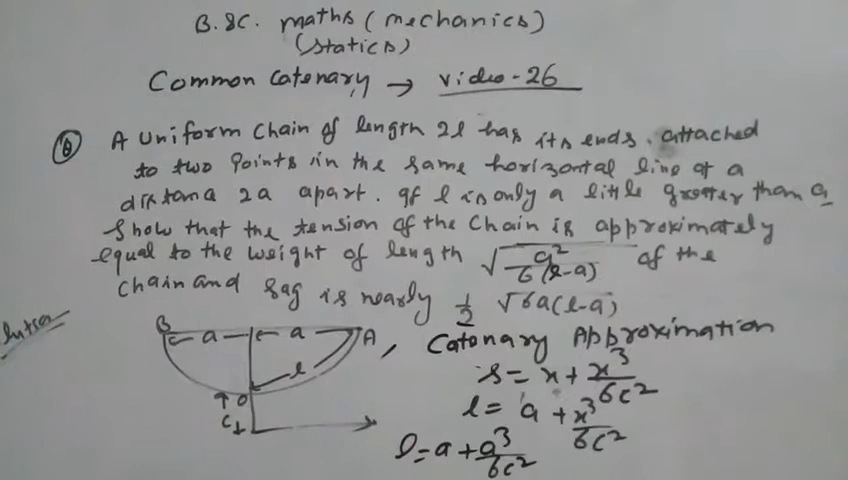 B.SC. maths (mechanics)
(statics)
Common Catenary → Video-26
Q A Uniform Chain of length 2l has its ends attached
to two points in the same horizontal line at a
distance 2a apart. If l is only a little greater than a
show that the tension of the Chain is approximately
equal to the weight of length √a²/6(l-a) of the
chain and sag is nearly 1/2 √6a(l-a)
B a a A, Catenary Approximation
l
s = x + x³/6c²
O
l = a + x³/6c²
C
l = a + a³/6c²